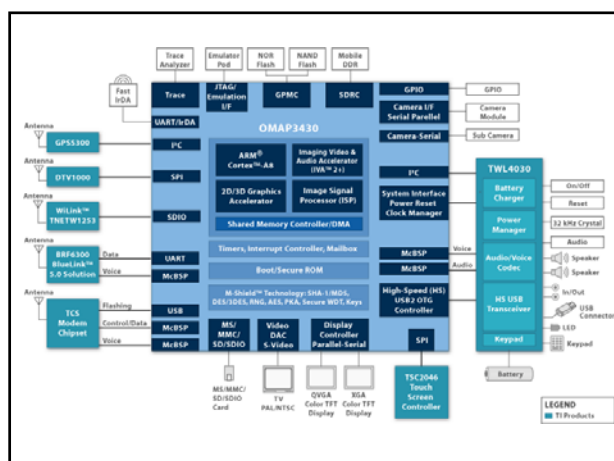 Trace
Analyzer
Emulator
Pod
NOR
Flash
NAND
Flash
Mobile
DDR
Fast
IrDA
Trace
JTAG/
Emulation
I/F
GPMC
SDRC
GPIO
GPIO
UART/IrDA
Camera I/F
Serial Parellel
Camera
Module
OMAP3430
Camera-Serial
Sub Camera
Antenna
GPS5300
I²C
ARM®
Cortex™-A8
Imaging Video &
Audio Accelerator
(IVA™ 2+)
I²C
TWL4030
Antenna
DTV1000
SPI
2D/3D Graphics
Accelerator
Image Signal
Processor (ISP)
System Interface
Power Reset
Clock Manager
Battery
Charger
On/Off
Reset
Antenna
WiLink™
TNETW1253
SDIO
Shared Memory Controller/DMA
Power
Manager
32 kHz Crystal
Audio
Antenna
BRF6300
BlueLink™
5.0 Solution
Data
Voice
UART
McBSP
Timers, Interrupt Controller, Mailbox
Boot/Secure ROM
McBSP
McBSP
Voice
Audio
Audio/Voice
Codec
Speaker
Speaker
Antenna
TCS
Modem
Chipset
Flashing
Control/Data
Voice
USB
McBSP
McBSP
M-Shield™ Technology: SHA-1/MD5,
DES/3DES, RNG, AES, PKA, Secure WDT, Keys
High-Speed (HS)
USB2 OTG
Controller
HS USB
Transceiver
In/Out
USB
Connector
LED
Keypad
Keypad
MS/
MMC/
SD/SDIO
Video
DAC
S-Video
Display
Controller
Parallel-Serial
SPI
Battery
MS/MMC/
SD/SDIO
Card
TV
PAL/NTSC
QVGA
Color TFT
Display
XGA
Color TFT
Display
TSC2046
Touch
Screen
Controller
LEGEND
TI Products